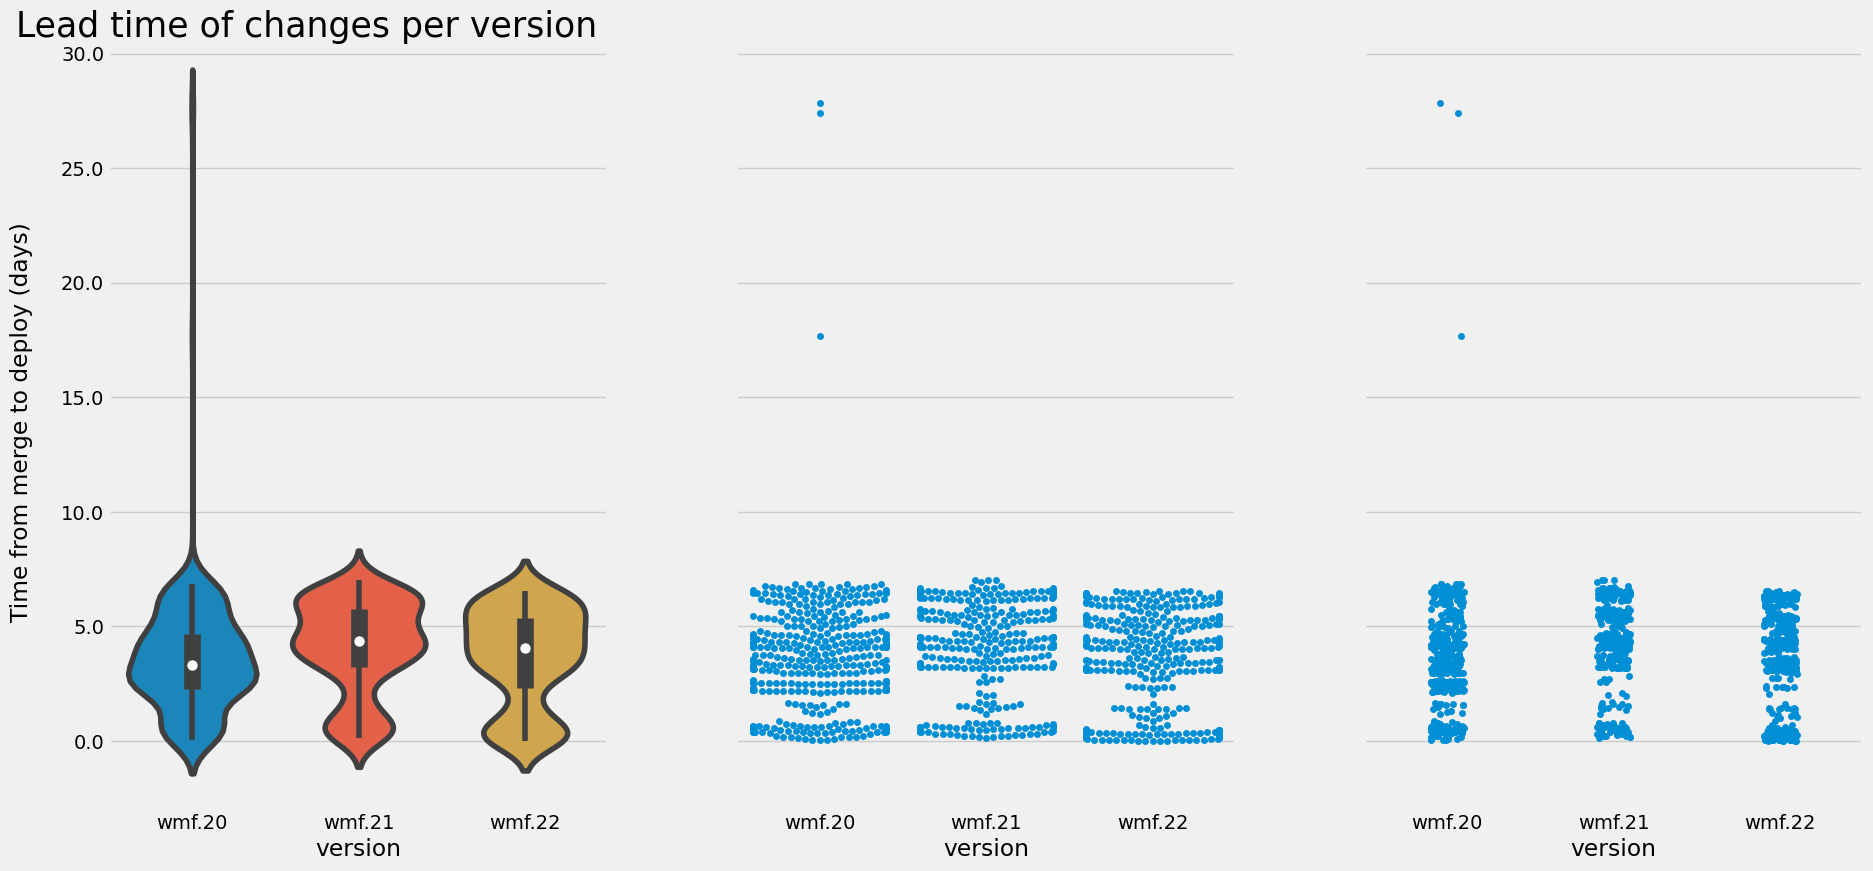 Lead time of changes per version
Time from merge to deploy (days)
30.0
25.0
20.0
15.0
10.0
5.0
0.0
wmf.20 wmf.21 wmf.22
version
wmf.20 wmf.21 wmf.22
version
wmf.20 wmf.21 wmf.22
version